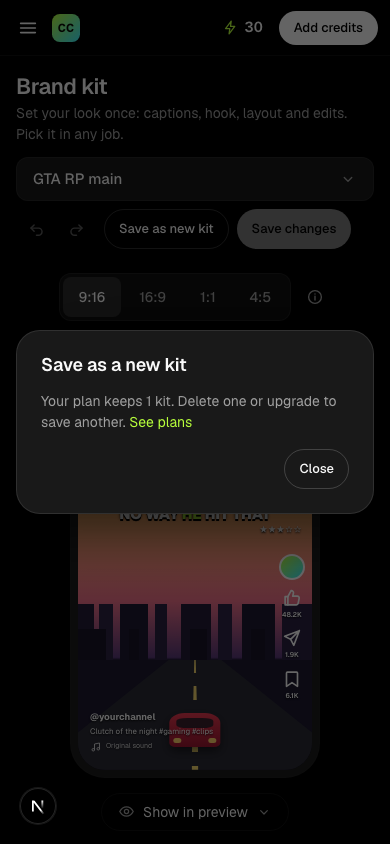 CC
30
Add credits
Brand kit
Set your look once: captions, hook, layout and edits.
Pick it in any job.
GTA RP main
Save as new kit
Save changes
9:16
16:9
1:1
4:5
Save as a new kit
Your plan keeps 1 kit. Delete one or upgrade to
save another. See plans
Close
NO WAY HE HIT THAT
48.2K
1.9K
6.1K
@yourchannel
Clutch of the night #gaming #clips
Original sound
N
Show in preview